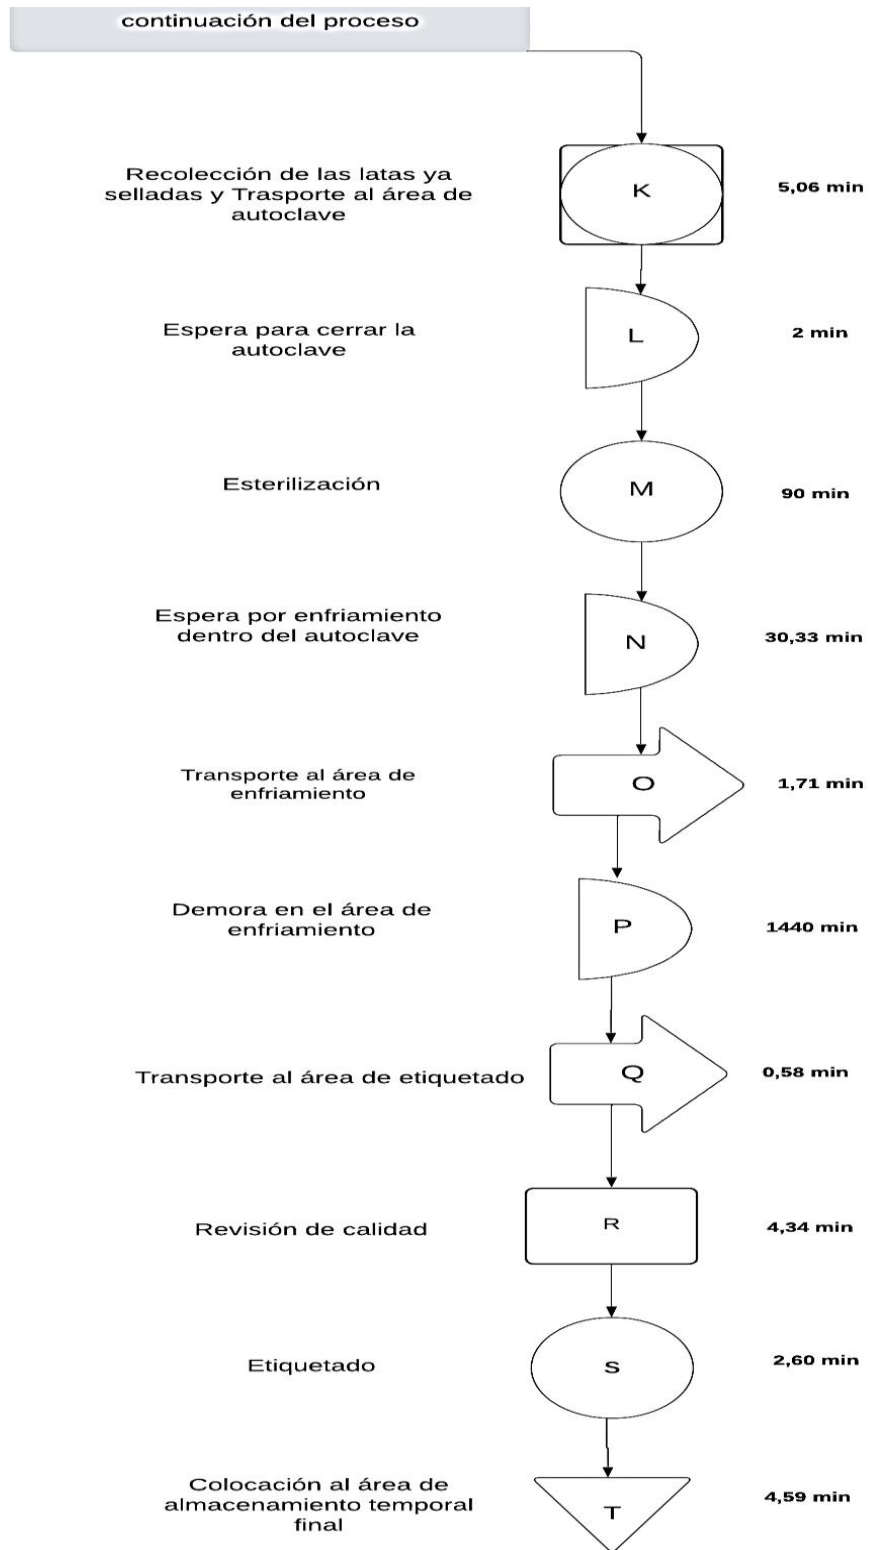 continuación del proceso
Recolección de las latas ya
selladas y Trasporte al área de
autoclave
K
5,06 min
Espera para cerrar la
autoclave
L
2 min
Esterilización
M
90 min
Espera por enfriamiento
dentro del autoclave
N
30,33 min
Transporte al área de
enfriamiento
O
1,71 min
Demora en el área de
enfriamiento
P
1440 min
Transporte al área de etiquetado
Q
0,58 min
Revisión de calidad
R
4,34 min
Etiquetado
S
2,60 min
Colocación al área de
almacenamiento temporal
final
T
4,59 min